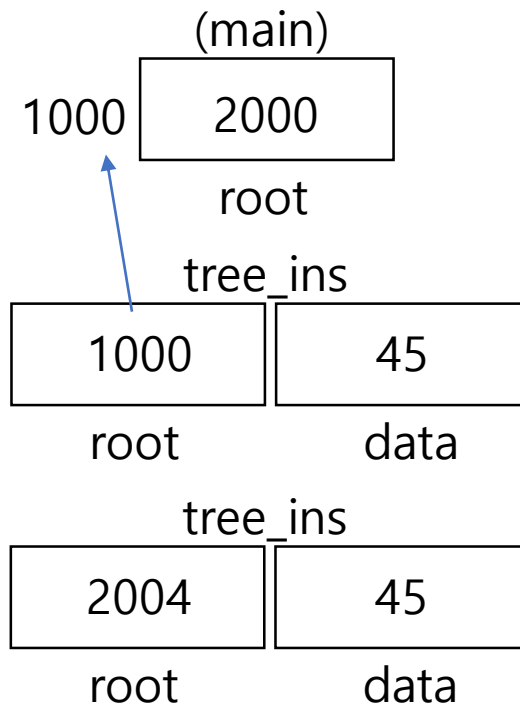 (main)
1000 2000
root
tree_ins
1000 45
root data
tree_ins
2004 45
root data